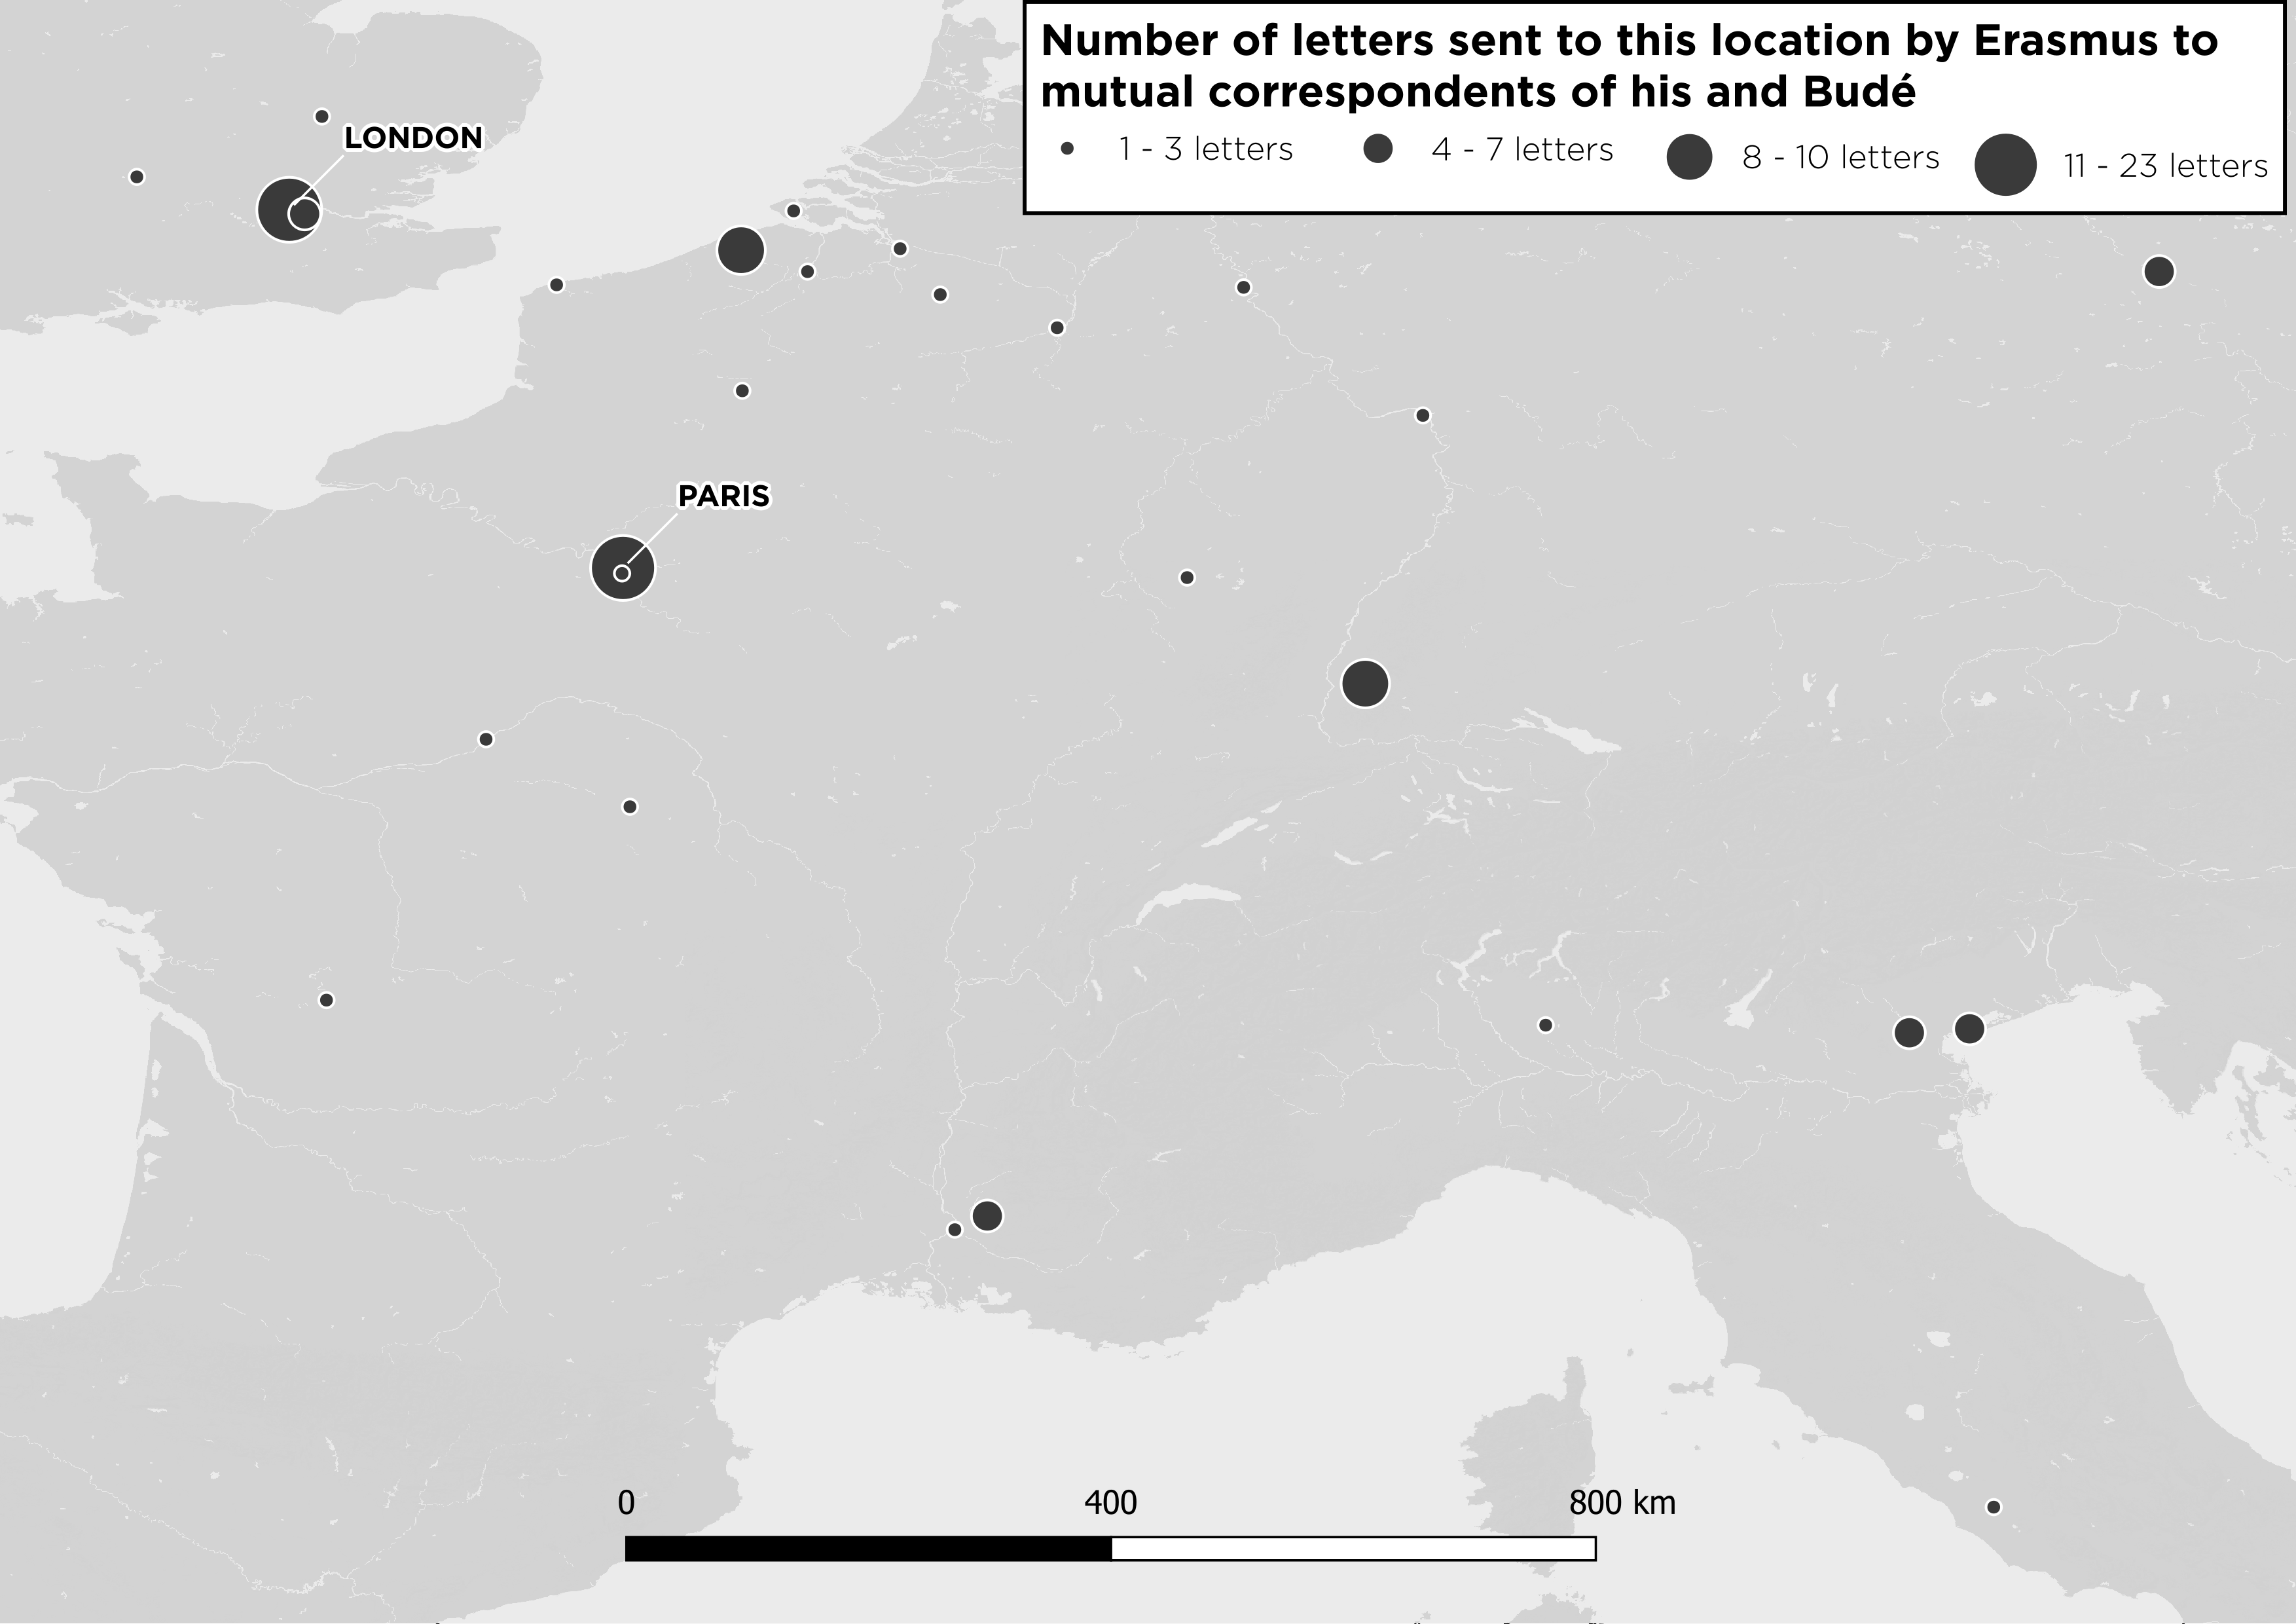 Number of letters sent to this location by Erasmus to
mutual correspondents of his and Budé
1 - 3 letters 4 - 7 letters 8 - 10 letters 11 - 23 letters
LONDON
PARIS
0 400 800 km